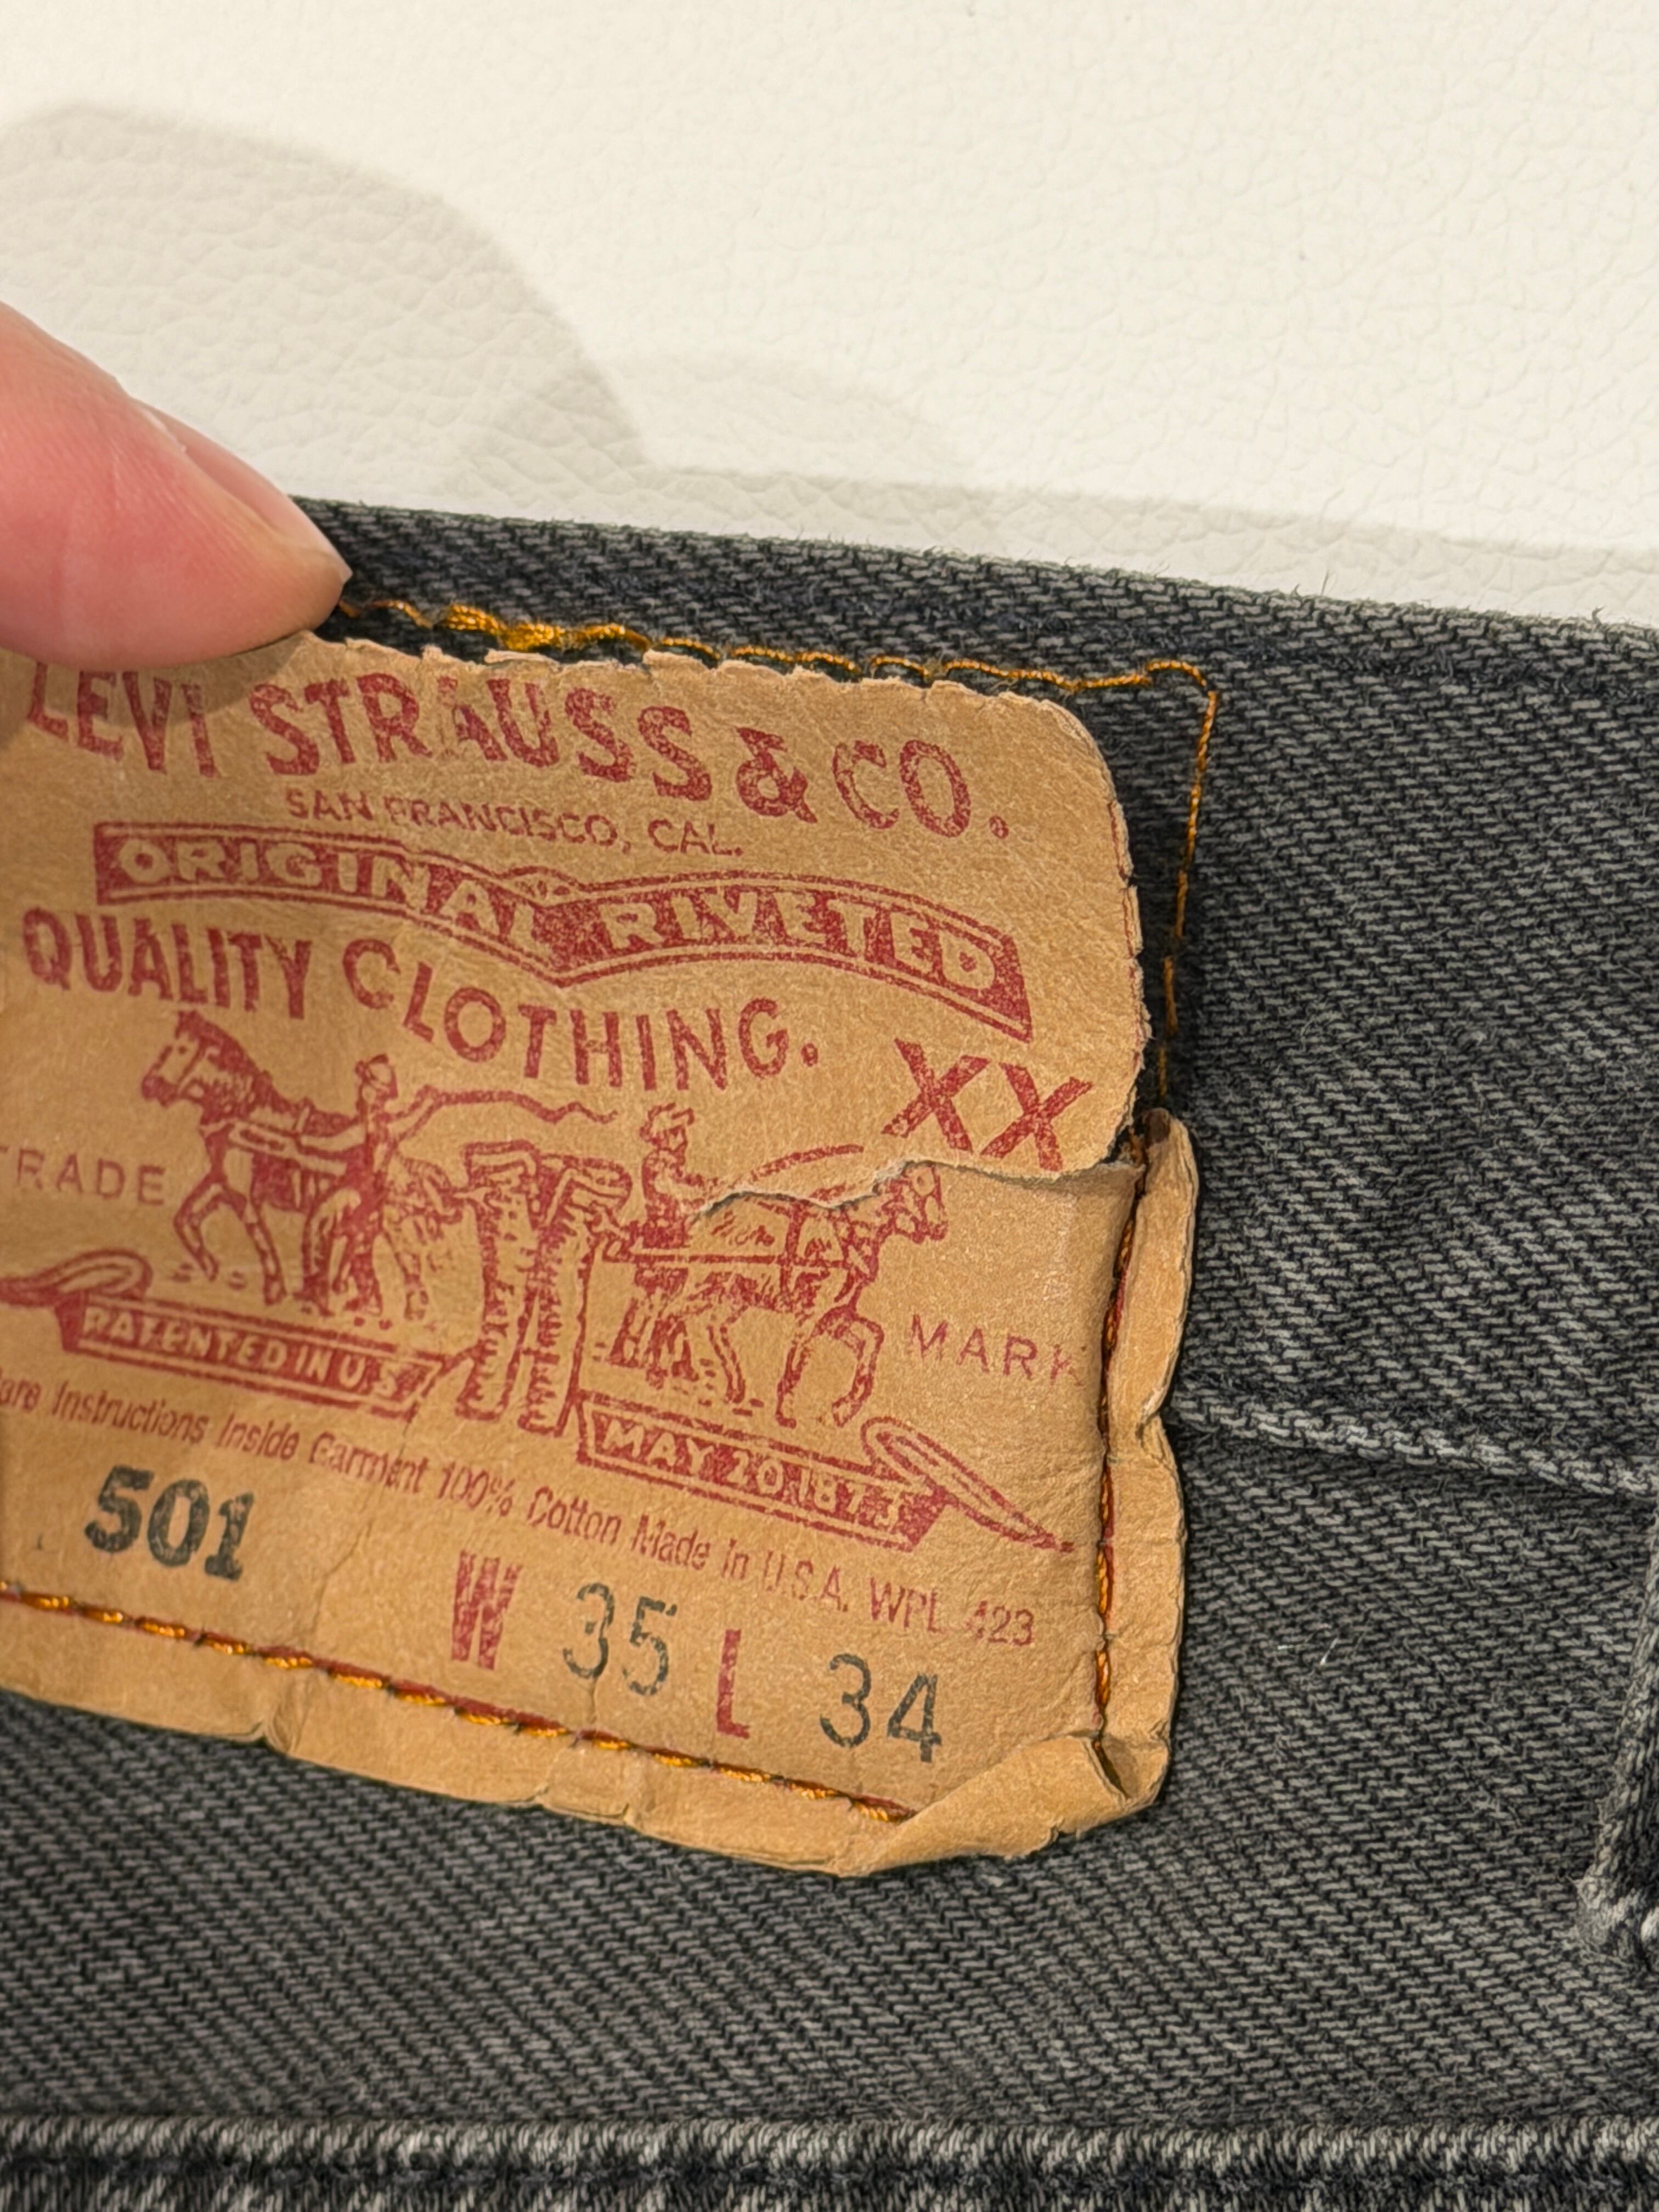 LEVI STRAUSS & CO.
SAN FRANCISCO, CAL.
ORIGINAL RIVETED
QUALITY CLOTHING.
XX
TRADE MARK
PATENTED IN U.S.
MAY 20 1873
Care Instructions Inside Garment 100% Cotton Made in U.S.A. WPL 423
501 W 35 L 34